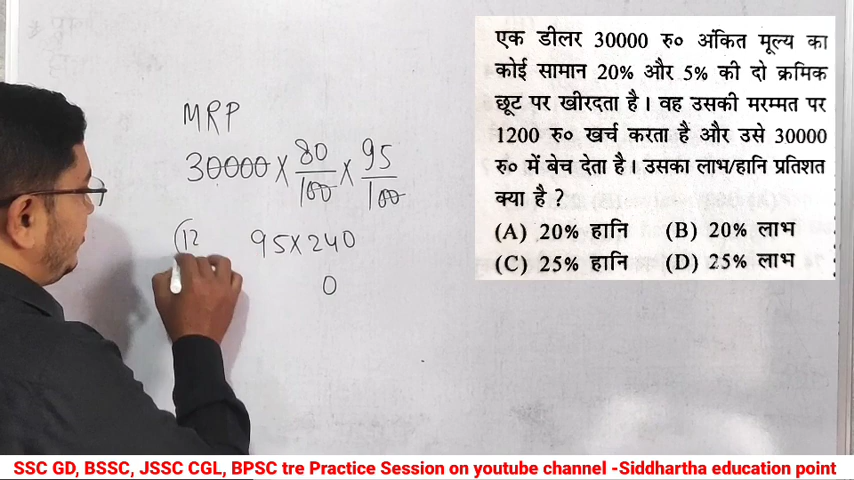 MRP
30000 × 80/100 × 95/100
(12 95×240
0
एक डीलर 30000 रु० अंकित मूल्य का
कोई सामान 20% और 5% की दो क्रमिक
छूट पर खीरदता है। वह उसकी मरम्मत पर
1200 रु० खर्च करता है और उसे 30000
रु० में बेच देता है। उसका लाभ/हानि प्रतिशत
क्या है ?
(A) 20% हानि (B) 20% लाभ
(C) 25% हानि (D) 25% लाभ
SSC GD, BSSC, JSSC CGL, BPSC tre Practice Session on youtube channel -Siddhartha education point